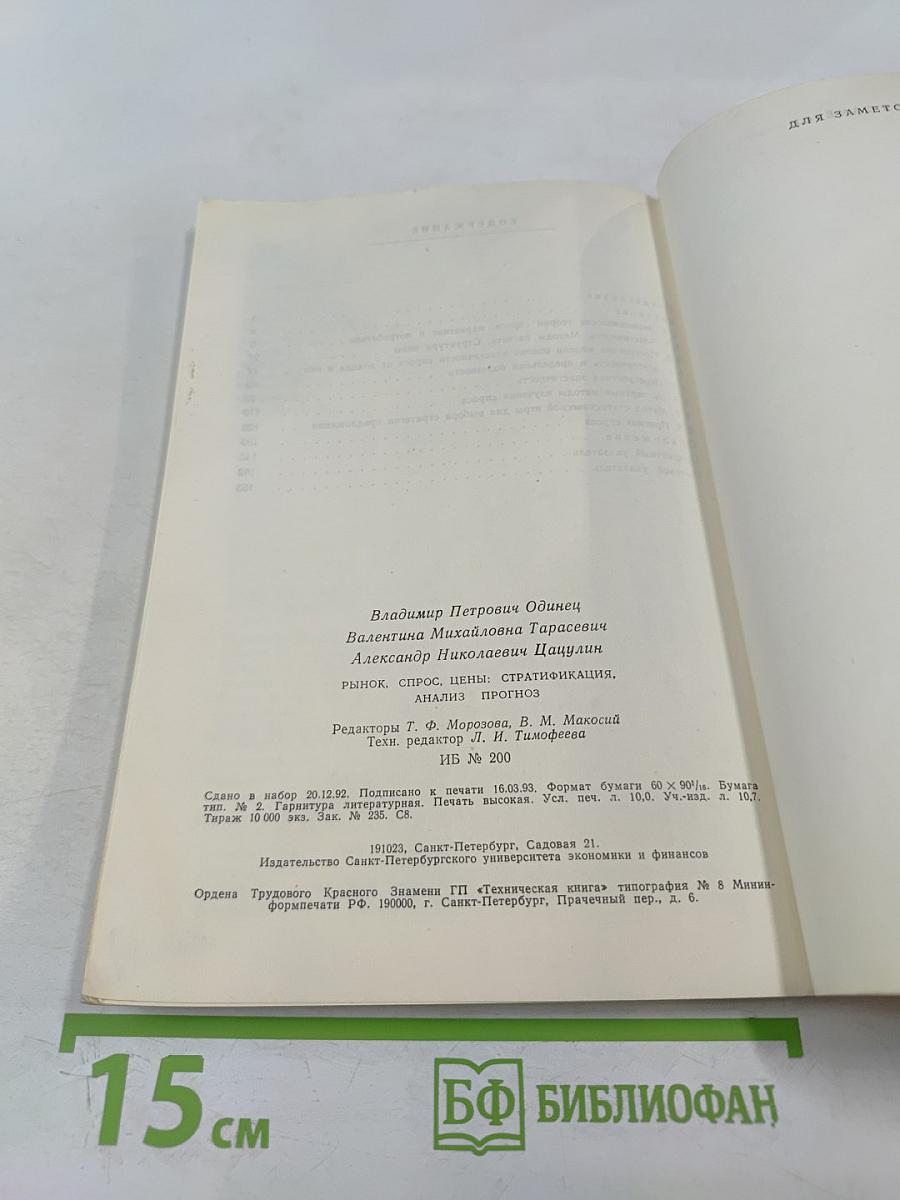 ДЛЯ ЗАМЕТО
СОДЕРЖАНИЕ
Владимир Петрович Одинец
Валентина Михайловна Тарасевич
Александр Николаевич Цацулин
РЫНОК, СПРОС, ЦЕНЫ: СТРАТИФИКАЦИЯ,
АНАЛИЗ ПРОГНОЗ
Редакторы Т. Ф. Морозова, В. М. Макосий
Техн. редактор Л. И. Тимофеева
ИБ № 200
Сдано в набор 20.12.92. Подписано к печати 16.03.93. Формат бумаги 60 × 90¹/₁₆. Бумага
тип. № 2. Гарнитура литературная. Печать высокая. Усл. печ. л. 10,0. Уч.-изд. л. 10,7.
Тираж 10 000 экз. Зак. № 235. С8.
191023, Санкт-Петербург, Садовая 21.
Издательство Санкт-Петербургского университета экономики и финансов
Ордена Трудового Красного Знамени ГП «Техническая книга» типография № 8 Минин-
формпечати РФ. 190000, г. Санкт-Петербург, Прачечный пер., д. 6.
15 см
БФ БИБЛИОФАН